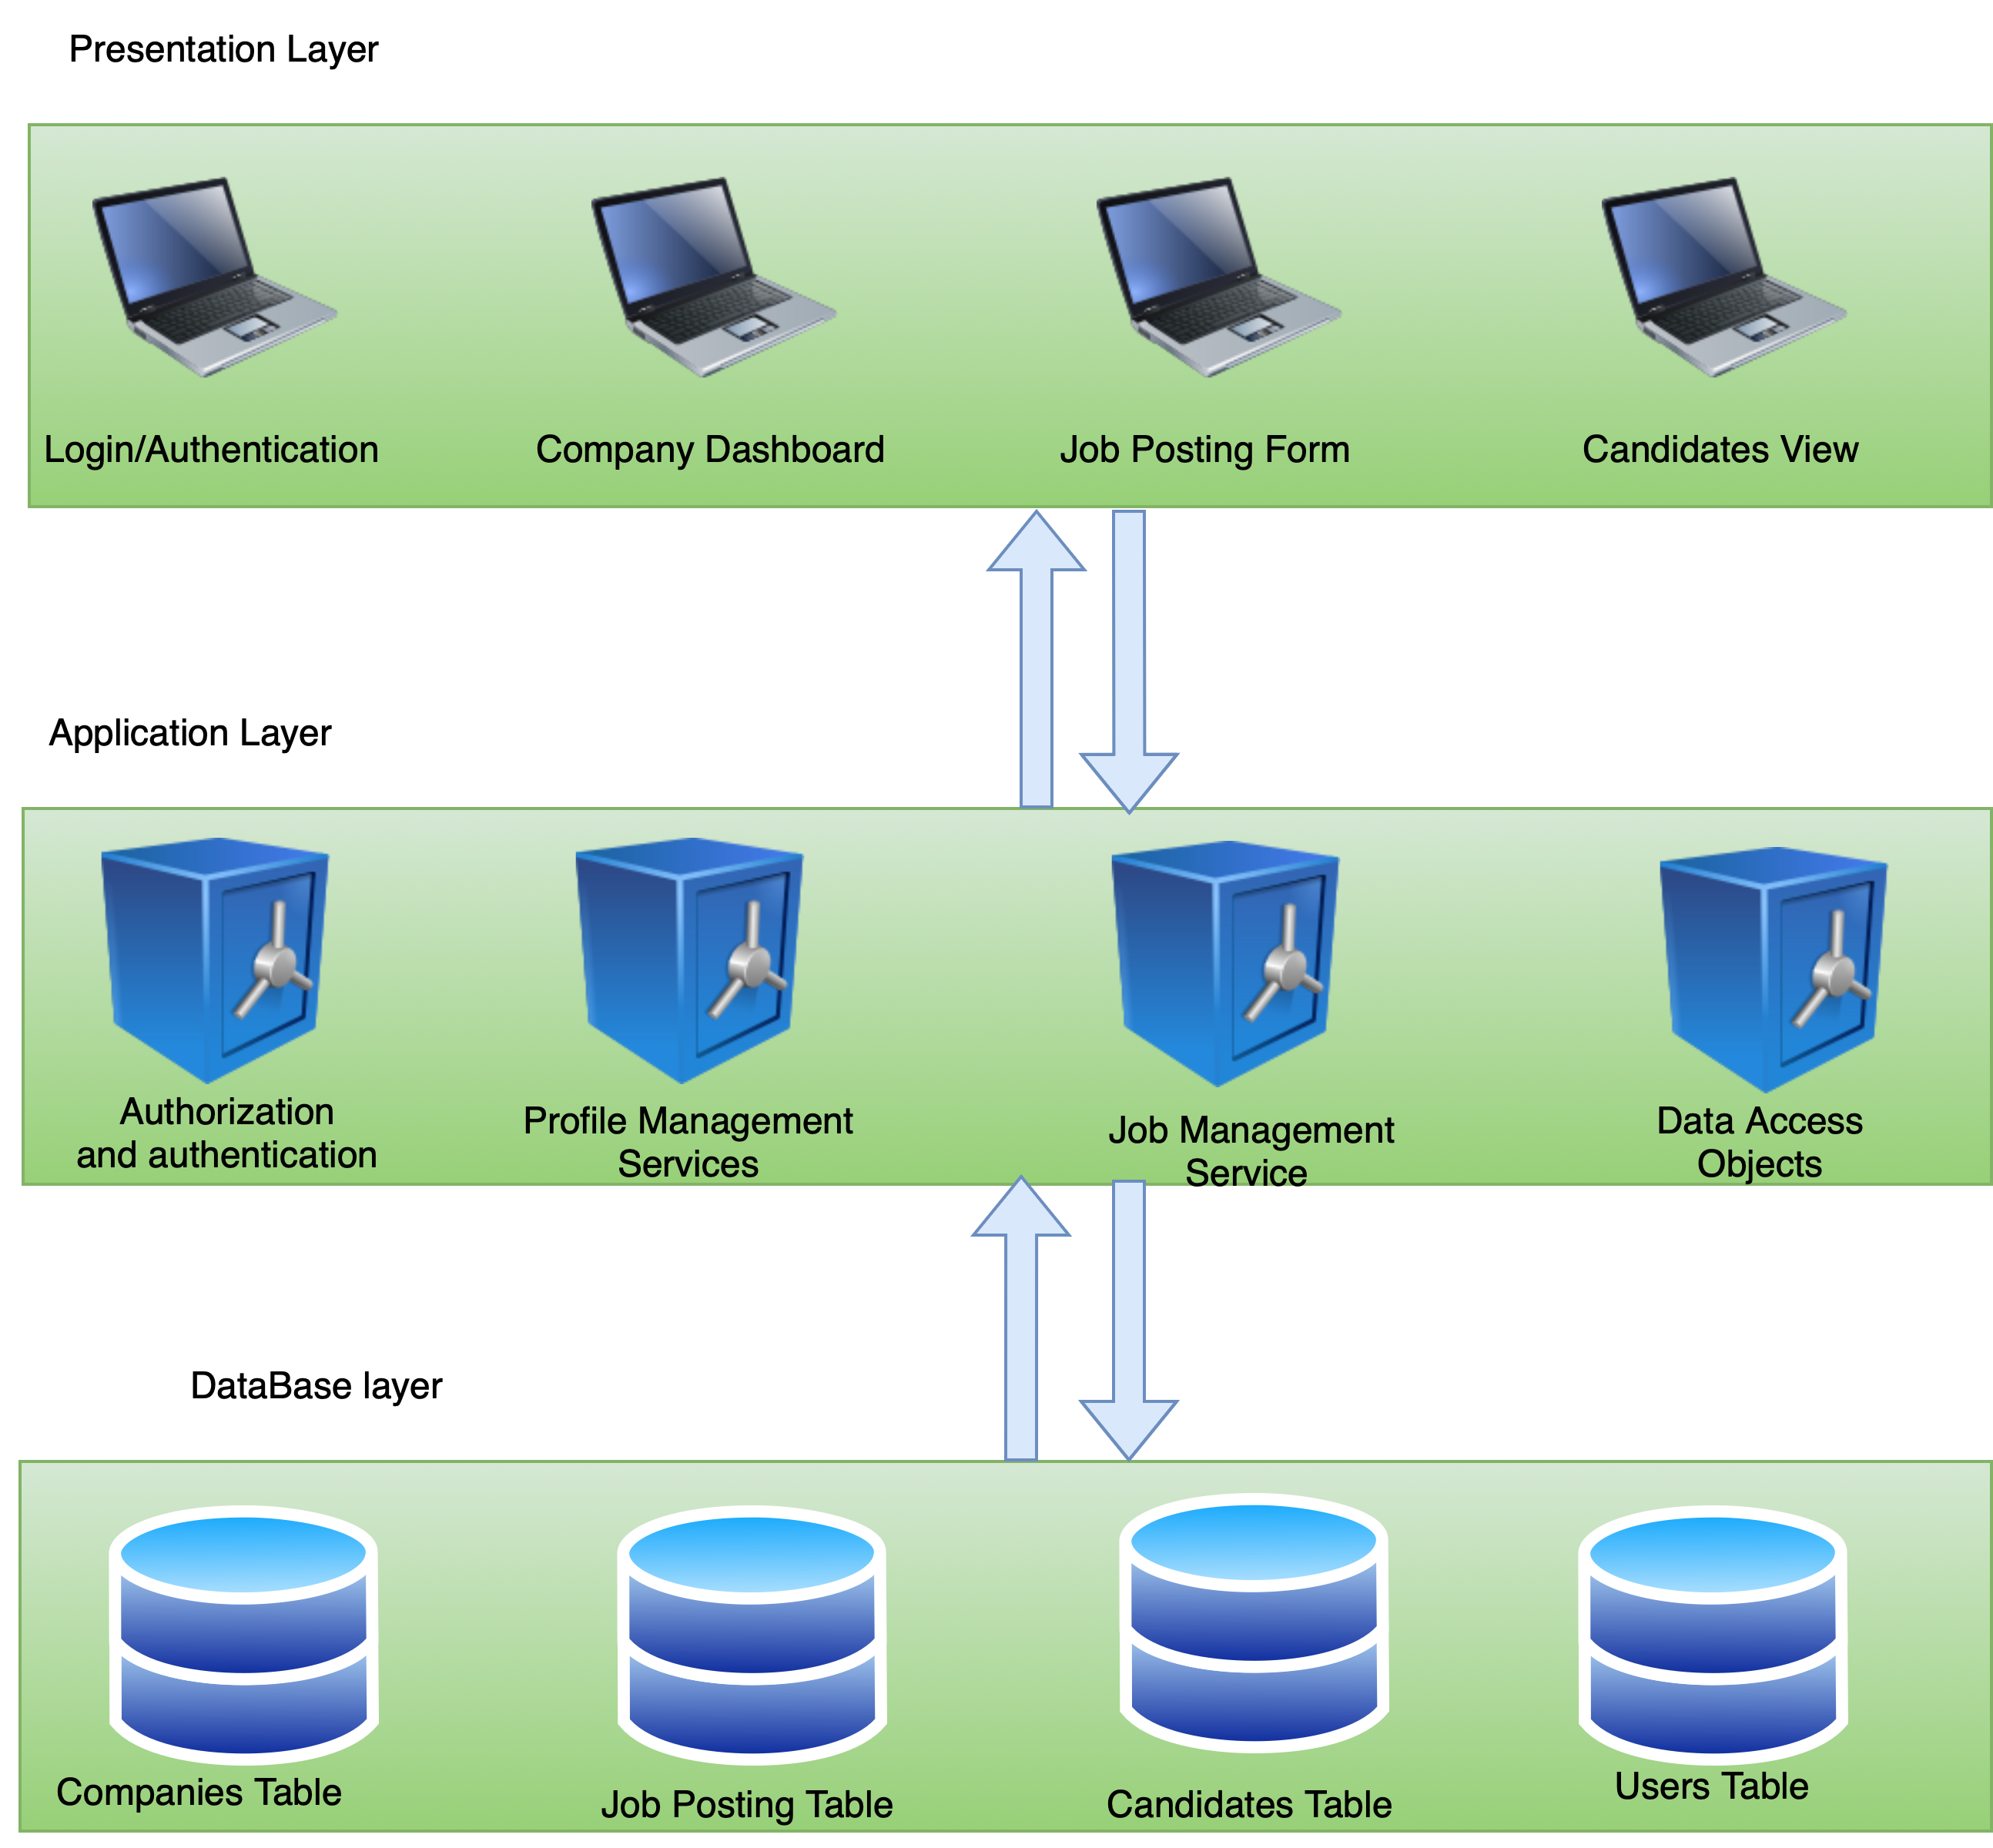 Presentation Layer
Login/Authentication
Company Dashboard
Job Posting Form
Candidates View
Application Layer
Authorization
and authentication
Profile Management
Services
Job Management
Service
Data Access
Objects
DataBase layer
Companies Table
Job Posting Table
Candidates Table
Users Table